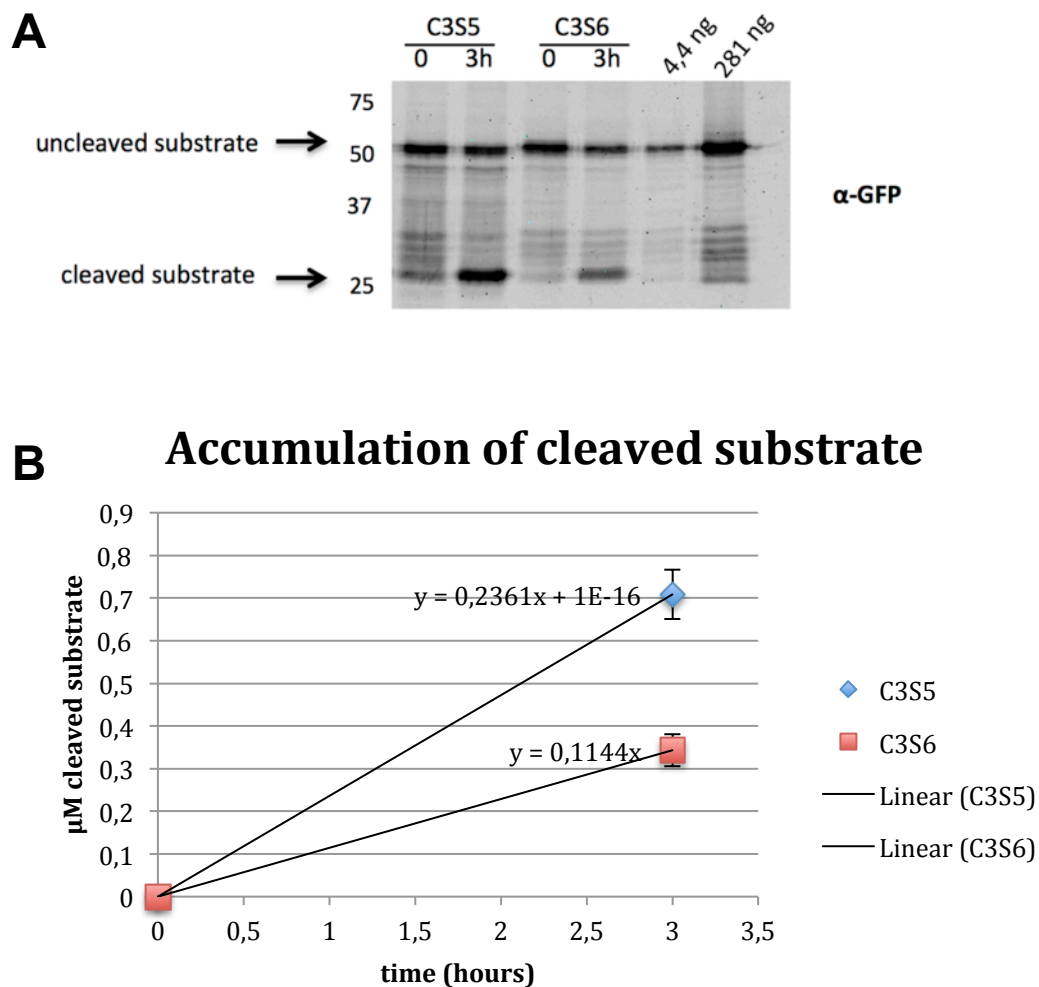 A
C3S5 C3S6
0 3h 0 3h 4,4 ng 281 ng
75
uncleaved substrate
50
37
α-GFP
cleaved substrate
25
B
Accumulation of cleaved substrate
0,9
0,8
0,7
y = 0,2361x + 1E-16
0,6
0,5
0,4
y = 0,1144x
0,3
0,2
0,1
0
µM cleaved substrate
0 0,5 1 1,5 2 2,5 3 3,5
time (hours)
C3S5
C3S6
Linear (C3S5)
Linear (C3S6)